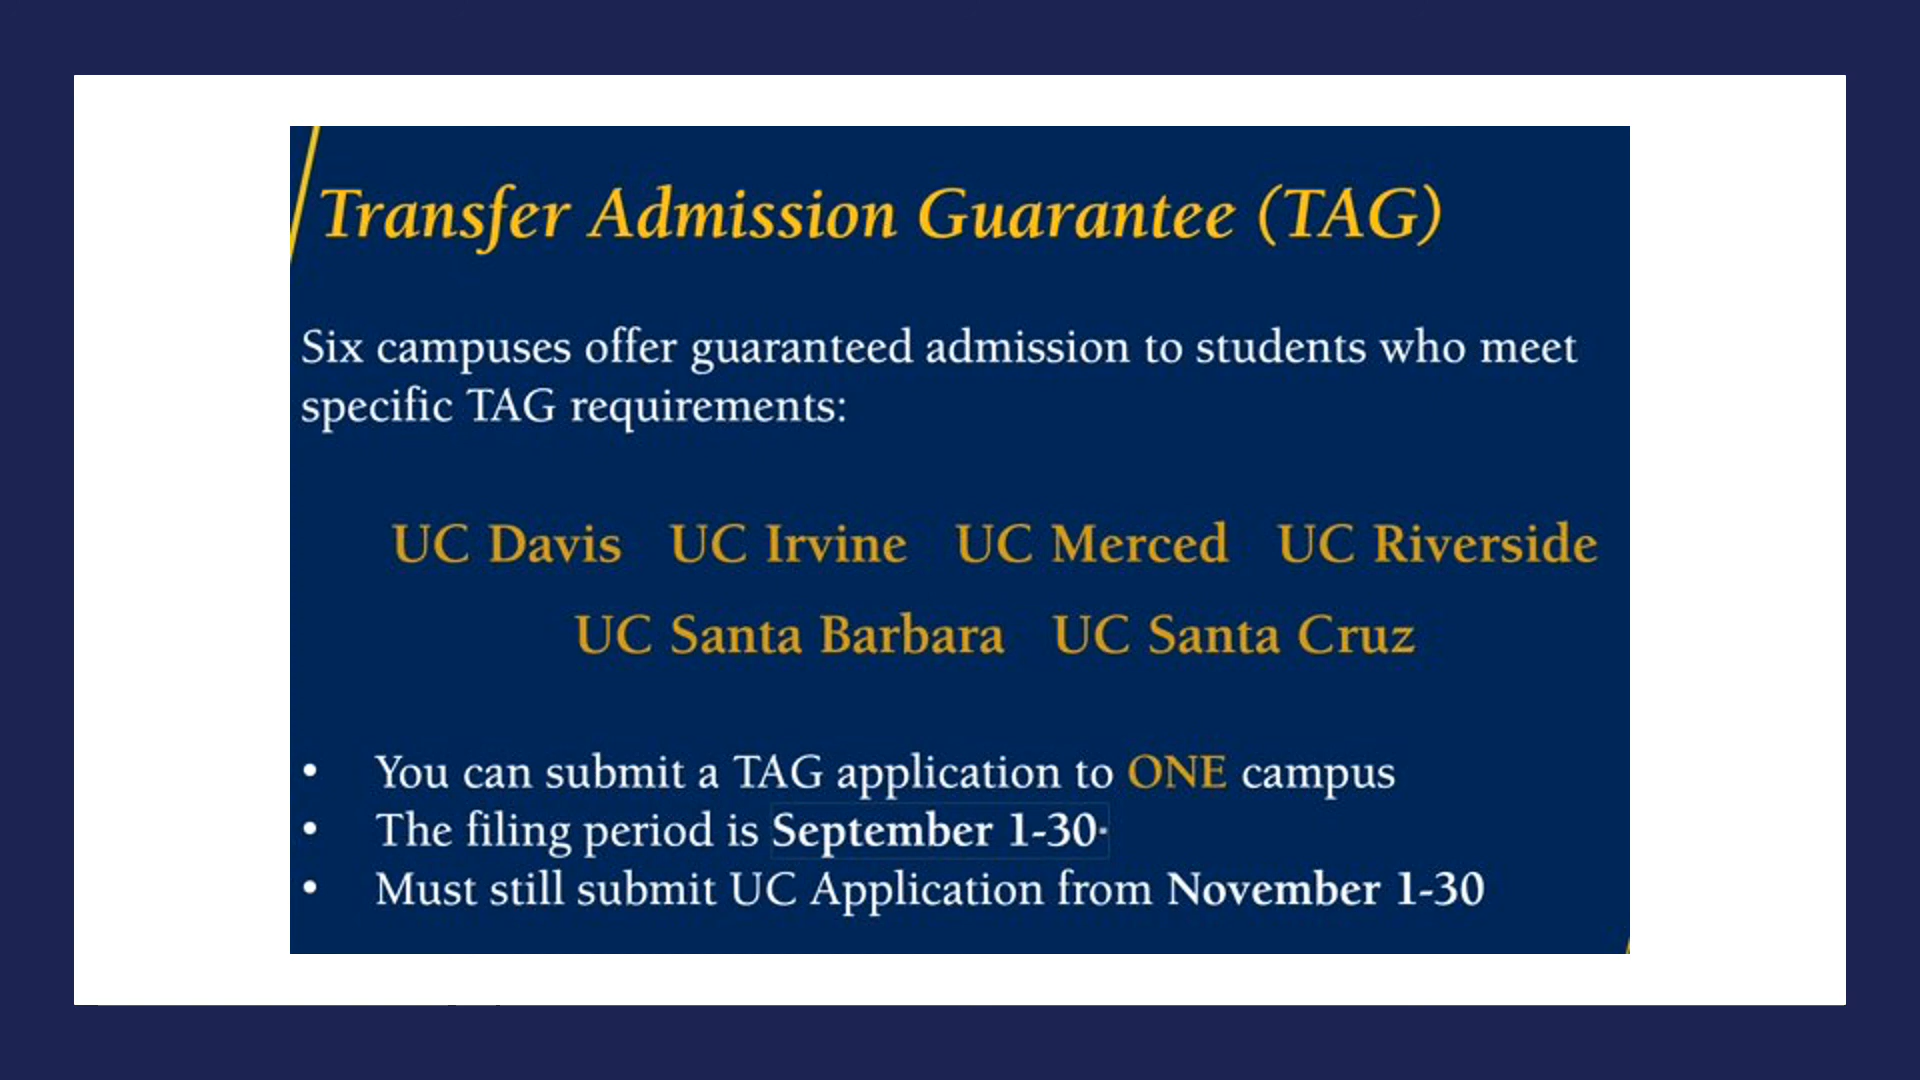 Transfer Admission Guarantee (TAG)
Six campuses offer guaranteed admission to students who meet
specific TAG requirements:
UC Davis UC Irvine UC Merced UC Riverside
UC Santa Barbara UC Santa Cruz
• You can submit a TAG application to ONE campus
• The filing period is September 1-30·
• Must still submit UC Application from November 1-30